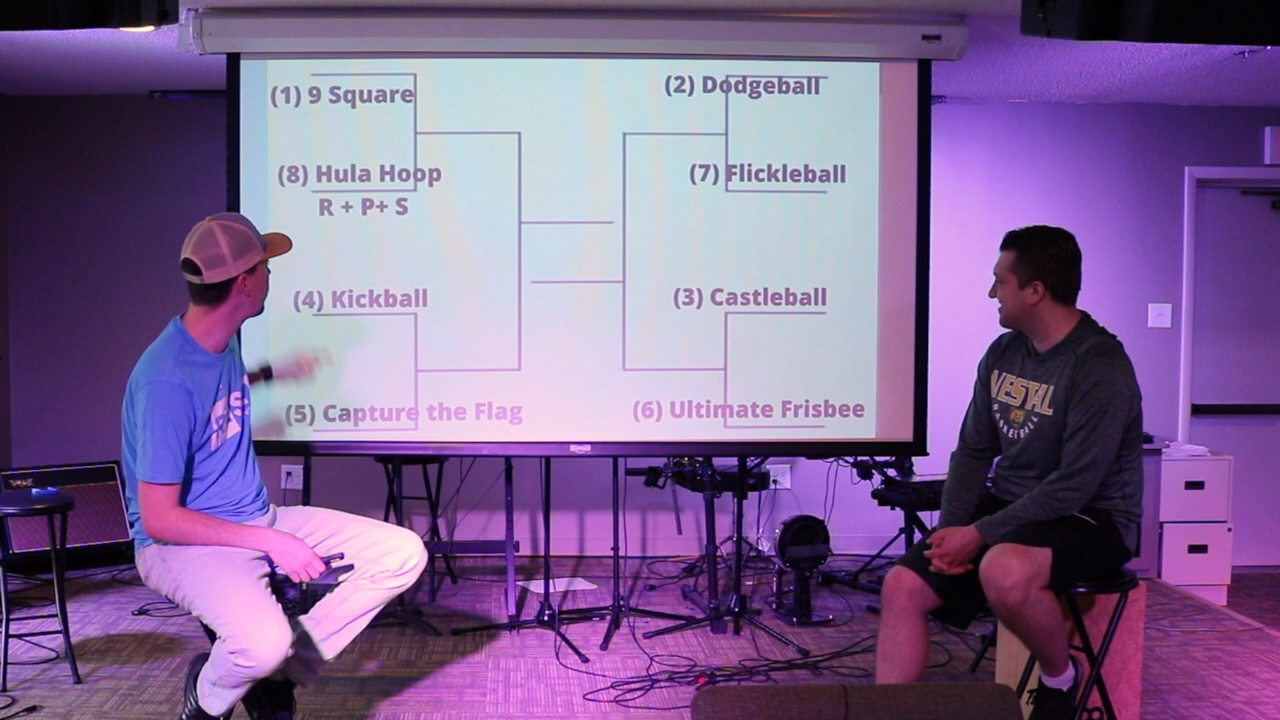 (1) 9 Square
(8) Hula Hoop
R + P+ S
(4) Kickball
(5) Capture the Flag
(2) Dodgeball
(7) Flickleball
(3) Castleball
(6) Ultimate Frisbee
VESTAL
BASKETBALL